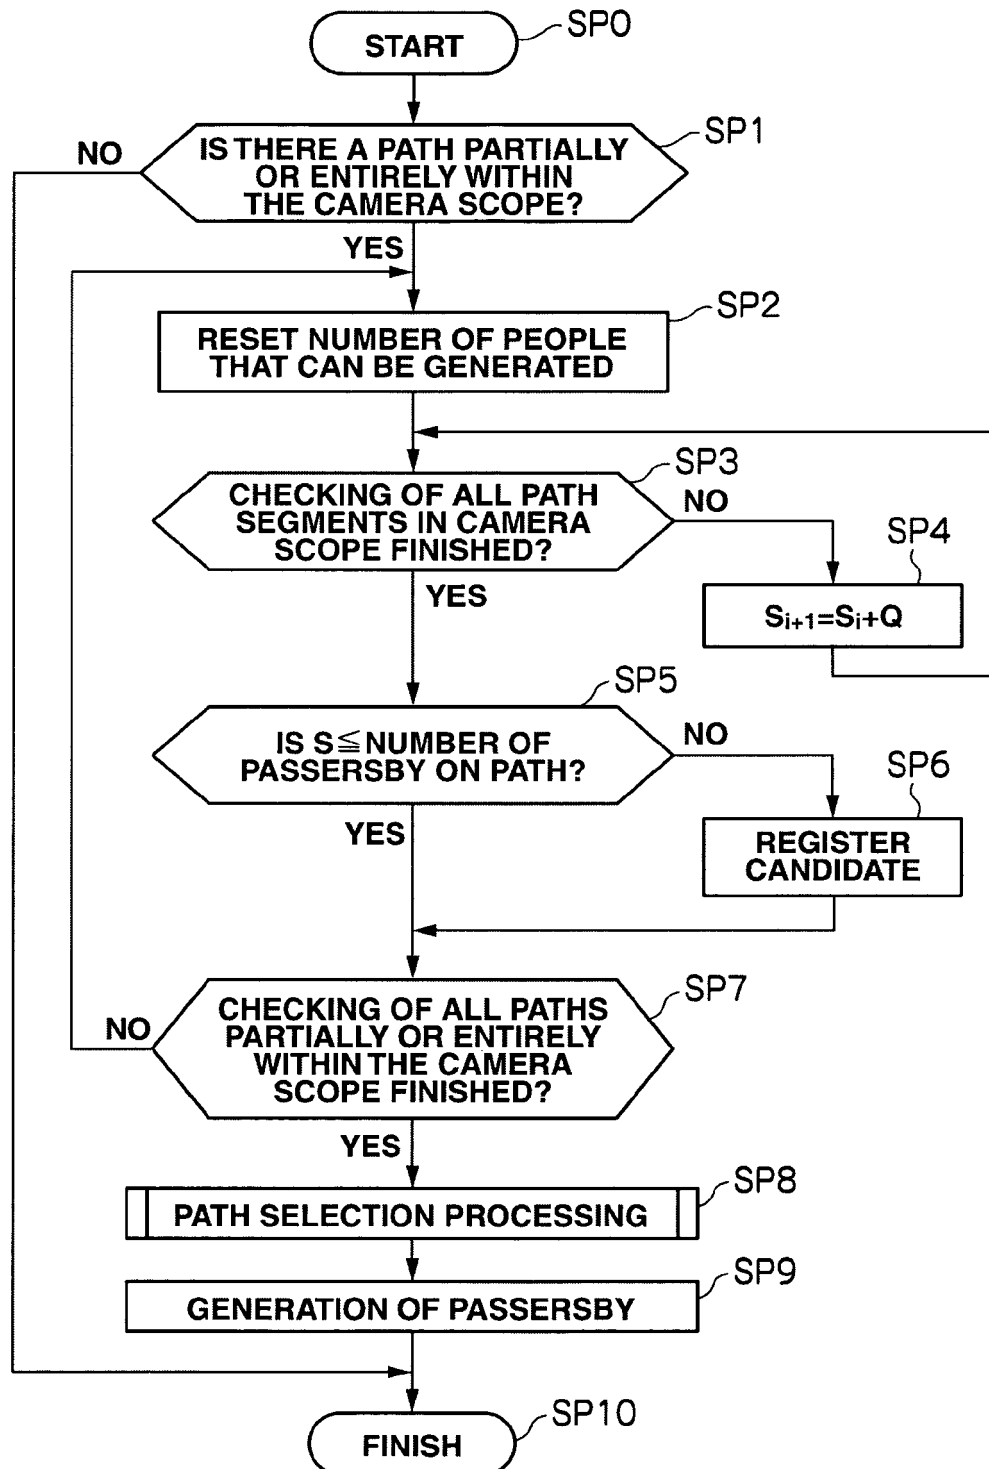 START
SP0
IS THERE A PATH PARTIALLY
OR ENTIRELY WITHIN
THE CAMERA SCOPE?
SP1
NO
YES
RESET NUMBER OF PEOPLE
THAT CAN BE GENERATED
SP2
CHECKING OF ALL PATH
SEGMENTS IN CAMERA
SCOPE FINISHED?
SP3
NO
YES
SP4
Si+1=Si+Q
SP5
IS S≦NUMBER OF
PASSERSBY ON PATH?
NO
YES
SP6
REGISTER
CANDIDATE
SP7
CHECKING OF ALL PATHS
PARTIALLY OR ENTIRELY
WITHIN THE CAMERA
SCOPE FINISHED?
NO
YES
SP8
PATH SELECTION PROCESSING
SP9
GENERATION OF PASSERSBY
SP10
FINISH